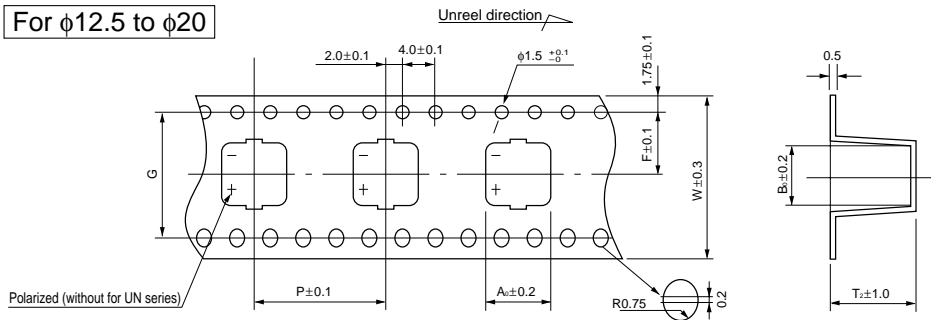 For φ12.5 to φ20
Unreel direction
2.0±0.1
4.0±0.1
φ1.5 +0.1 −0
1.75±0.1
0.5
G
F±0.1
W±0.3
B₀±0.2
−
+
−
+
−
+
Polarized (without for UN series)
P±0.1
A₀±0.2
R0.75
0.2
T₂±1.0